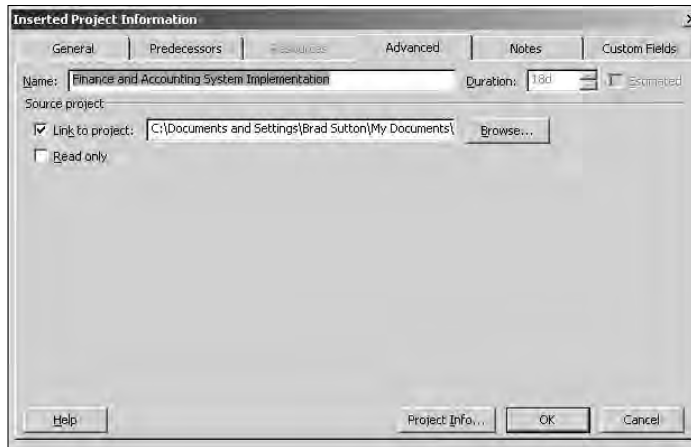 Inserted Project Information
General Predecessors Resources Advanced Notes Custom Fields
Name: Finance and Accounting System Implementation Duration: 18d Estimated
Source project
Link to project: C:\Documents and Settings\Brad Sutton\My Documents\ Browse...
Read only
Help Project Info... OK Cancel